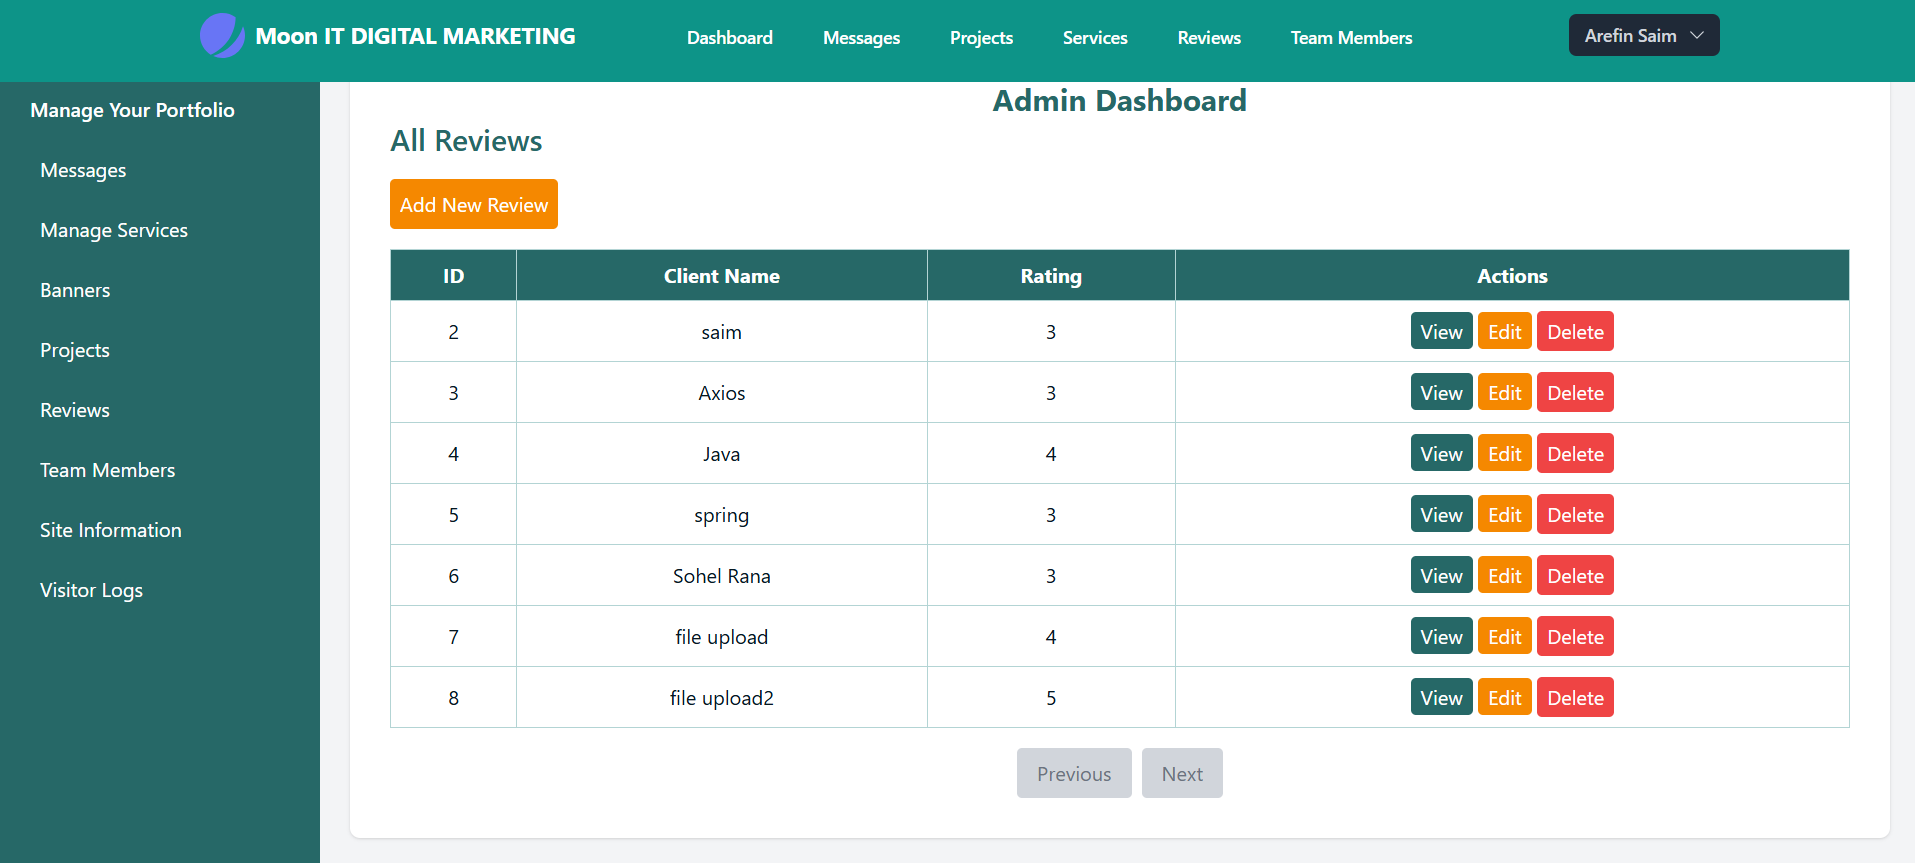 Moon IT DIGITAL MARKETING Dashboard Messages Projects Services Reviews Team Members Arefin Saim
Manage Your Portfolio
Messages
Manage Services
Banners
Projects
Reviews
Team Members
Site Information
Visitor Logs
Admin Dashboard
All Reviews
Add New Review
ID Client Name Rating Actions
2 saim 3 View Edit Delete
3 Axios 3 View Edit Delete
4 Java 4 View Edit Delete
5 spring 3 View Edit Delete
6 Sohel Rana 3 View Edit Delete
7 file upload 4 View Edit Delete
8 file upload2 5 View Edit Delete
Previous Next